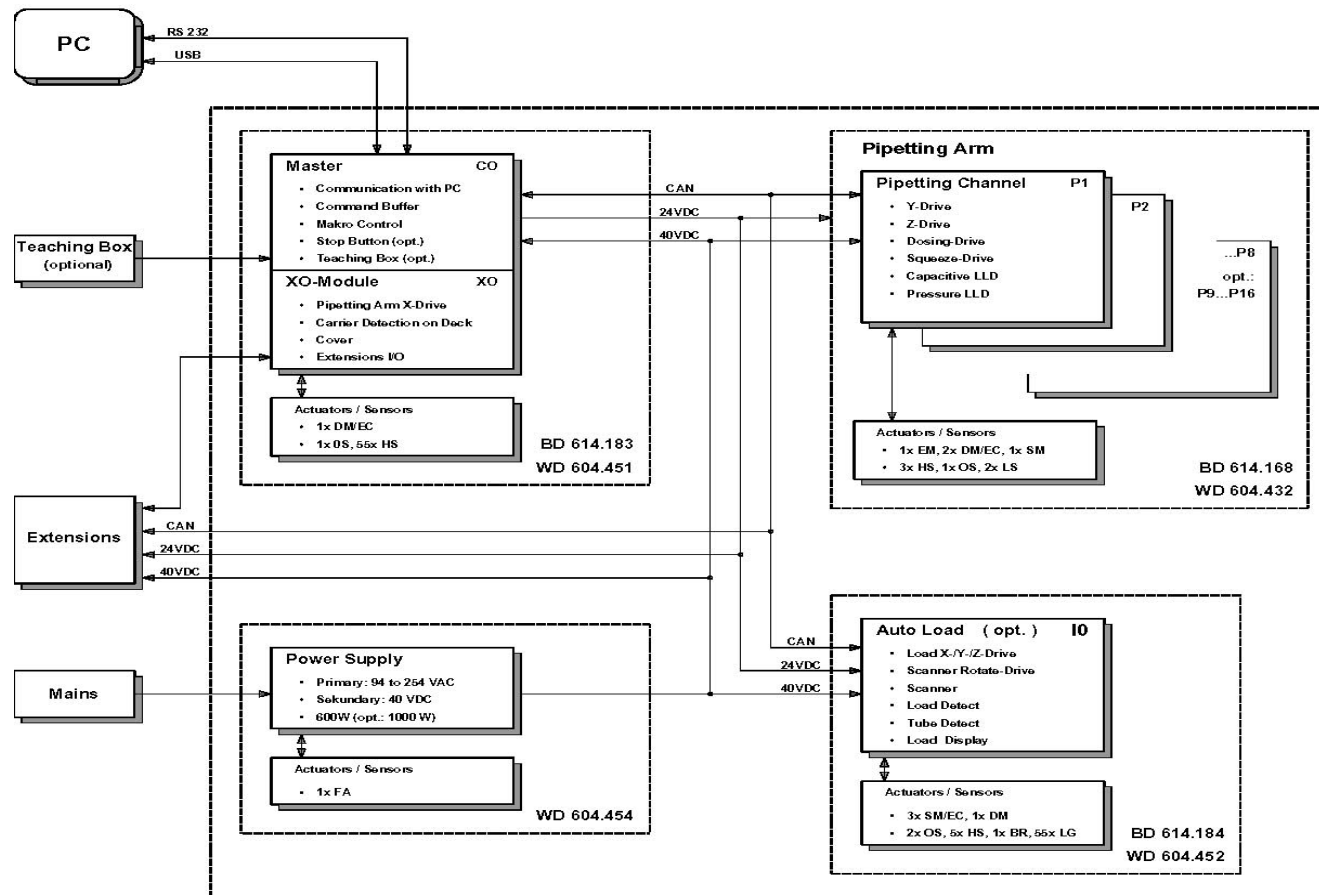 PC
RS 232
USB
Master CO
• Communication with PC
• Command Buffer
• Makro Control
• Stop Button (opt.)
• Teaching Box (opt.)
XO-Module XO
• Pipetting Arm X-Drive
• Carrier Detection on Deck
• Cover
• Extensions I/O
Actuators / Sensors
• 1x DM/EC
• 1x OS, 55x HS
BD 614.183
WD 604.451
Teaching Box
(optional)
CAN
24VDC
40VDC
Pipetting Arm
Pipetting Channel P1
• Y-Drive
• Z-Drive
• Dosing-Drive
• Squeeze-Drive
• Capacitive LLD
• Pressure LLD
P2
...P8
opt.:
P9...P16
Actuators / Sensors
• 1x EM, 2x DM/EC, 1x SM
• 3x HS, 1x OS, 2x LS
BD 614.168
WD 604.432
Extensions
CAN
24VDC
40VDC
Mains
Power Supply
• Primary: 94 to 254 VAC
• Sekundary: 40 VDC
• 600W (opt.: 1000 W)
Actuators / Sensors
• 1x FA
WD 604.454
CAN
24VDC
40VDC
Auto Load ( opt. ) I0
• Load X-/Y-/Z-Drive
• Scanner Rotate-Drive
• Scanner
• Load Detect
• Tube Detect
• Load Display
Actuators / Sensors
• 3x SM/EC, 1x DM
• 2x OS, 5x HS, 1x BR, 55x LG
BD 614.184
WD 604.452